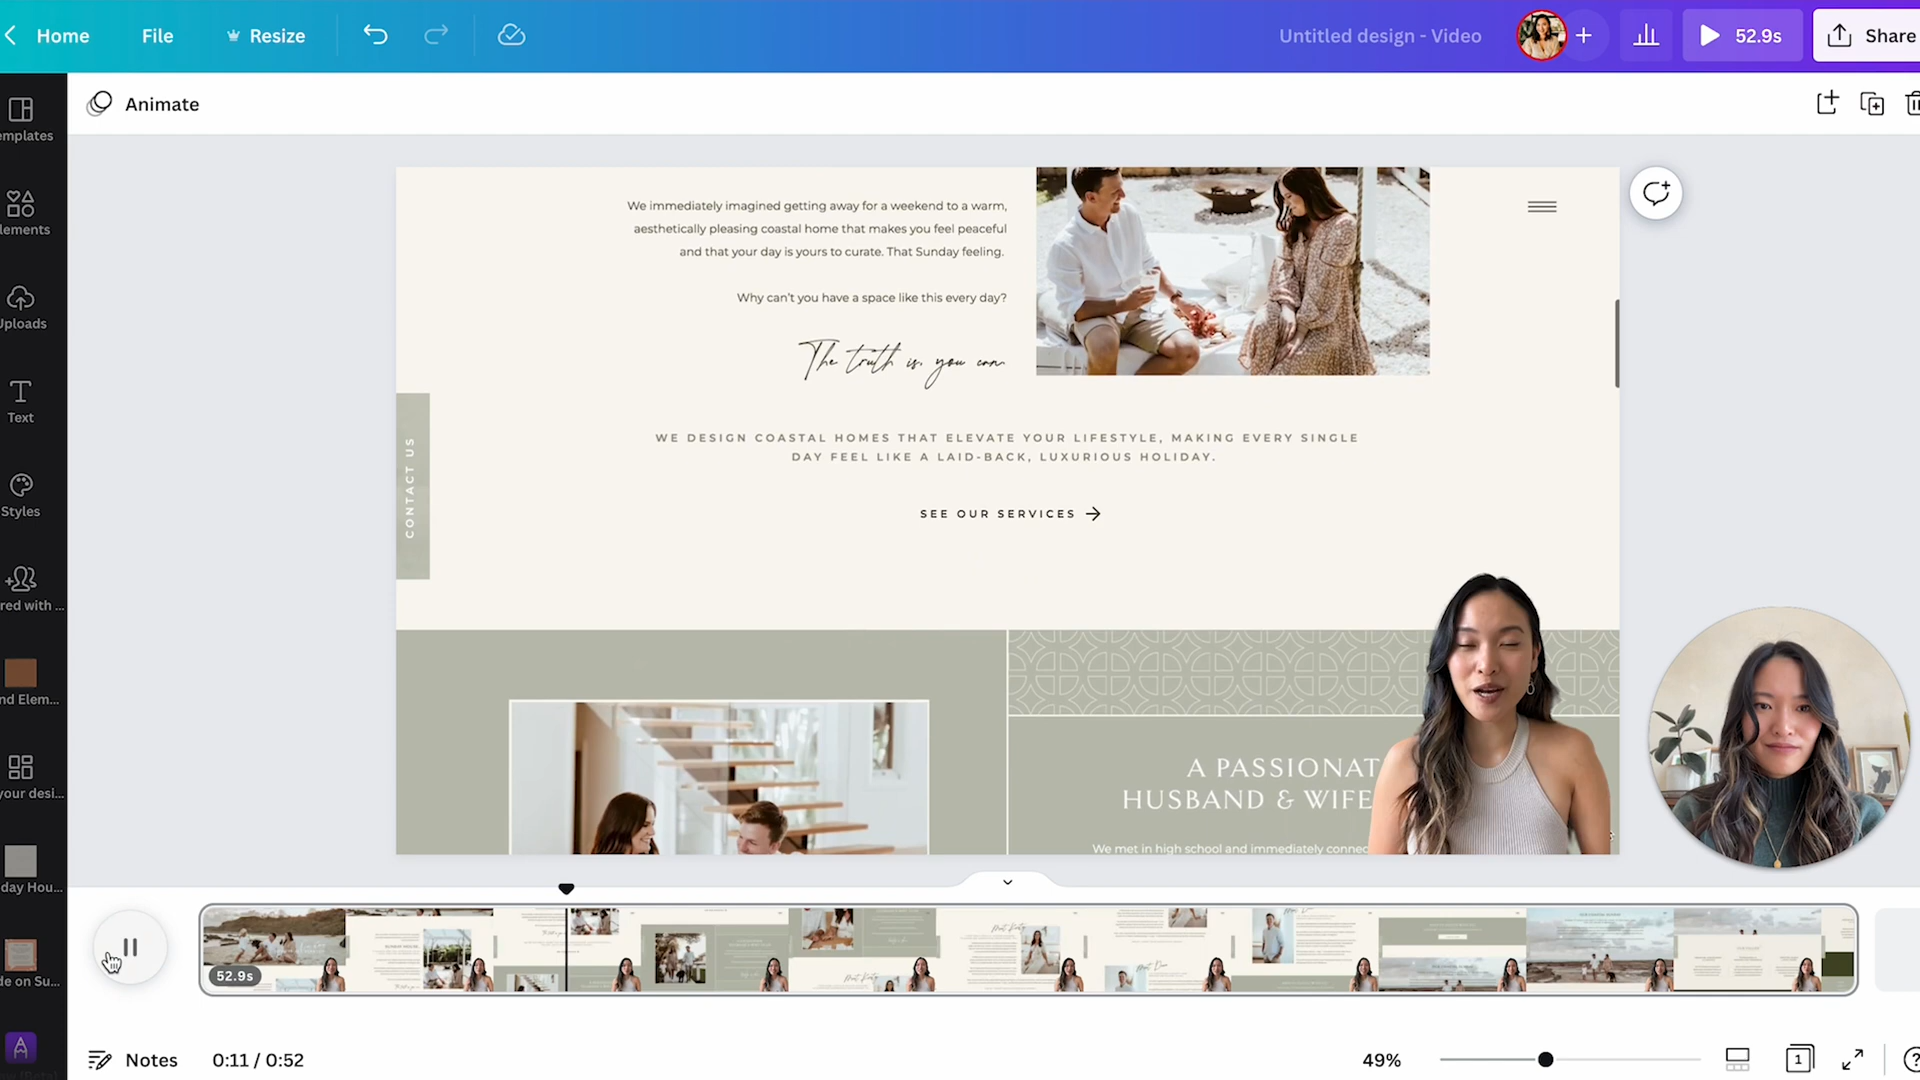 Home File Resize Untitled design - Video 52.9s Share
Animate
emplates
lements
Uploads
Text
Styles
red with ...
nd Elem...
your desi...
day Hou...
de on Su...
We immediately imagined getting away for a weekend to a warm,
aesthetically pleasing coastal home that makes you feel peaceful
and that your day is yours to curate. That Sunday feeling.
Why can't you have a space like this every day?
The truth is, you can
CONTACT US
WE DESIGN COASTAL HOMES THAT ELEVATE YOUR LIFESTYLE, MAKING EVERY SINGLE
DAY FEEL LIKE A LAID-BACK, LUXURIOUS HOLIDAY.
SEE OUR SERVICES
A PASSIONAT
HUSBAND & WIFE
We met in high school and immediately connec
52.9s
Notes 0:11 / 0:52 49% 1